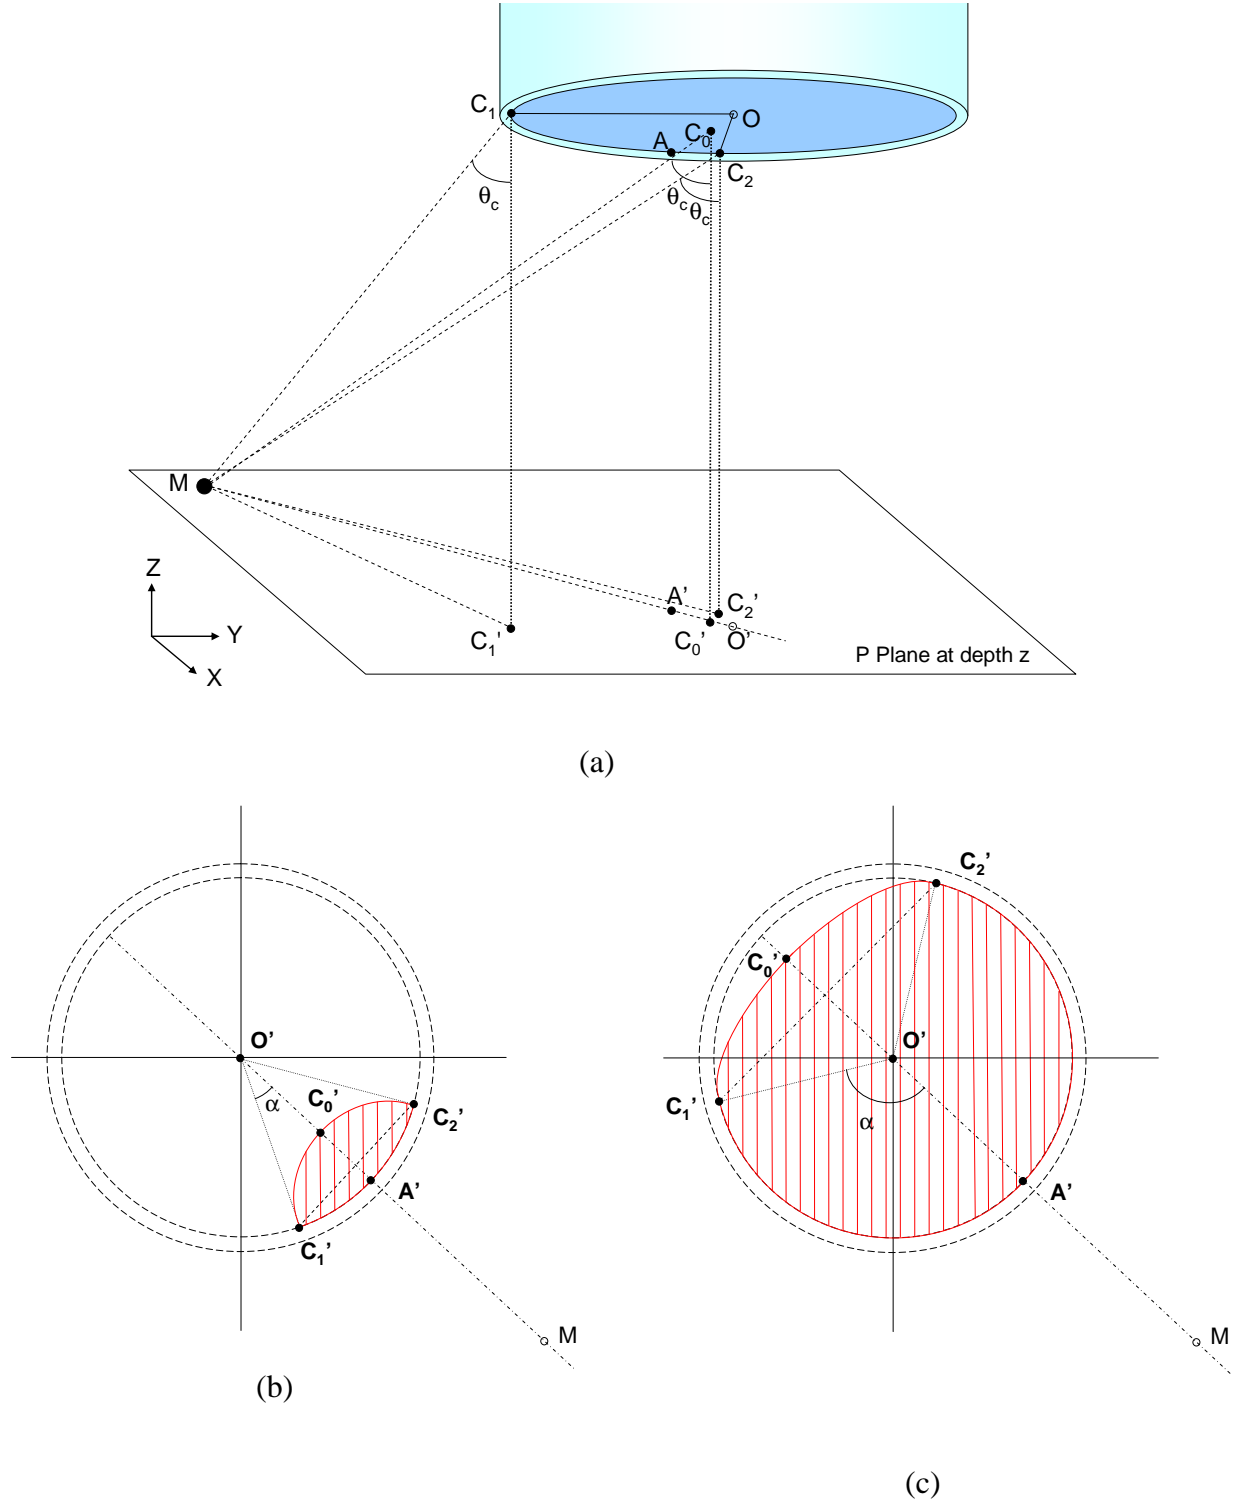 C₁
O
C₀
A
C₂
θc
θc θc
M
Z
Y
X
A'
C₂'
C₁'
C₀' O'
P Plane at depth z
(a)
O'
C₀'
α
C₂'
A'
C₁'
M
(b)
C₂'
C₀'
O'
C₁'
α
A'
M
(c)